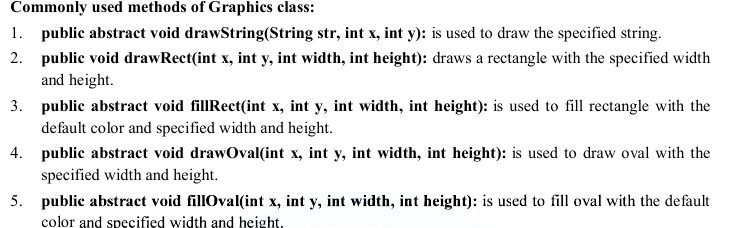 Commonly used methods of Graphics class:
1. public abstract void drawString(String str, int x, int y): is used to draw the specified string.
2. public void drawRect(int x, int y, int width, int height): draws a rectangle with the specified width
and height.
3. public abstract void fillRect(int x, int y, int width, int height): is used to fill rectangle with the
default color and specified width and height.
4. public abstract void drawOval(int x, int y, int width, int height): is used to draw oval with the
specified width and height.
5. public abstract void fillOval(int x, int y, int width, int height): is used to fill oval with the default
color and specified width and height.